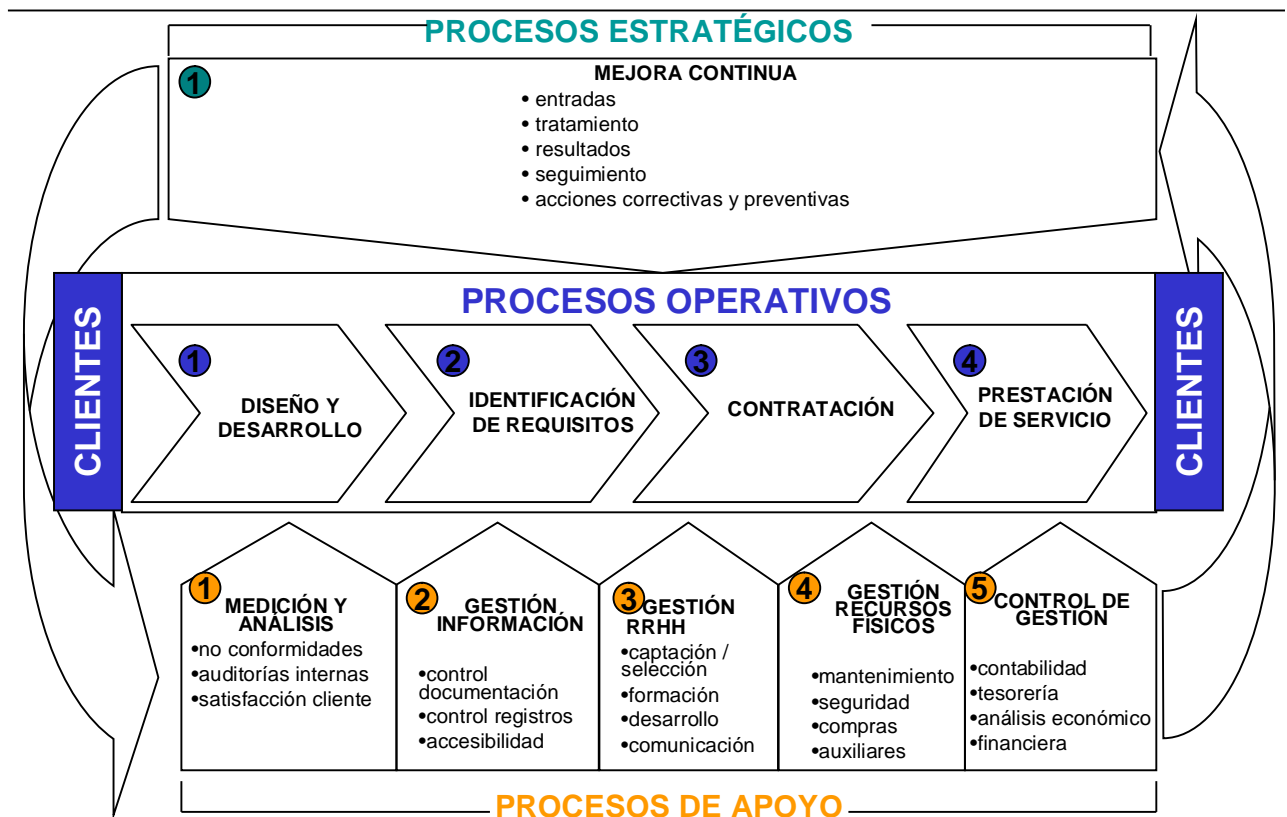 PROCESOS ESTRATÉGICOS
1
MEJORA CONTINUA
• entradas
• tratamiento
• resultados
• seguimiento
• acciones correctivas y preventivas
CLIENTES
PROCESOS OPERATIVOS
1
DISEÑO Y
DESARROLLO
2
IDENTIFICACIÓN
DE REQUISITOS
3
CONTRATACIÓN
4
PRESTACIÓN
DE SERVICIO
CLIENTES
1
MEDICIÓN Y
ANÁLISIS
•no conformidades
•auditorías internas
•satisfacción cliente
2
GESTIÓN
INFORMACIÓN
•control
documentación
•control registros
•accesibilidad
3
GESTIÓN
RRHH
•captación /
selección
•formación
•desarrollo
•comunicación
4
GESTIÓN
RECURSOS
FÍSICOS
•mantenimiento
•seguridad
•compras
•auxiliares
5
CONTROL DE
GESTIÓN
•contabilidad
•tesorería
•análisis económico
•financiera
PROCESOS DE APOYO